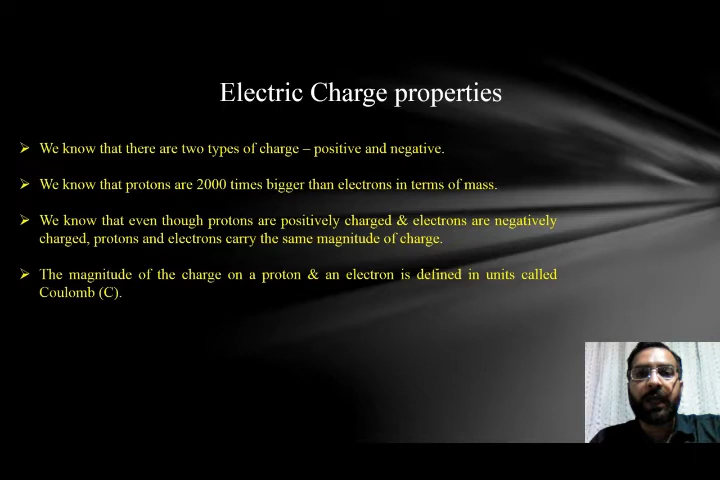 Electric Charge properties
➢ We know that there are two types of charge – positive and negative.
➢ We know that protons are 2000 times bigger than electrons in terms of mass.
➢ We know that even though protons are positively charged & electrons are negatively
charged, protons and electrons carry the same magnitude of charge.
➢ The magnitude of the charge on a proton & an electron is defined in units called
Coulomb (C).